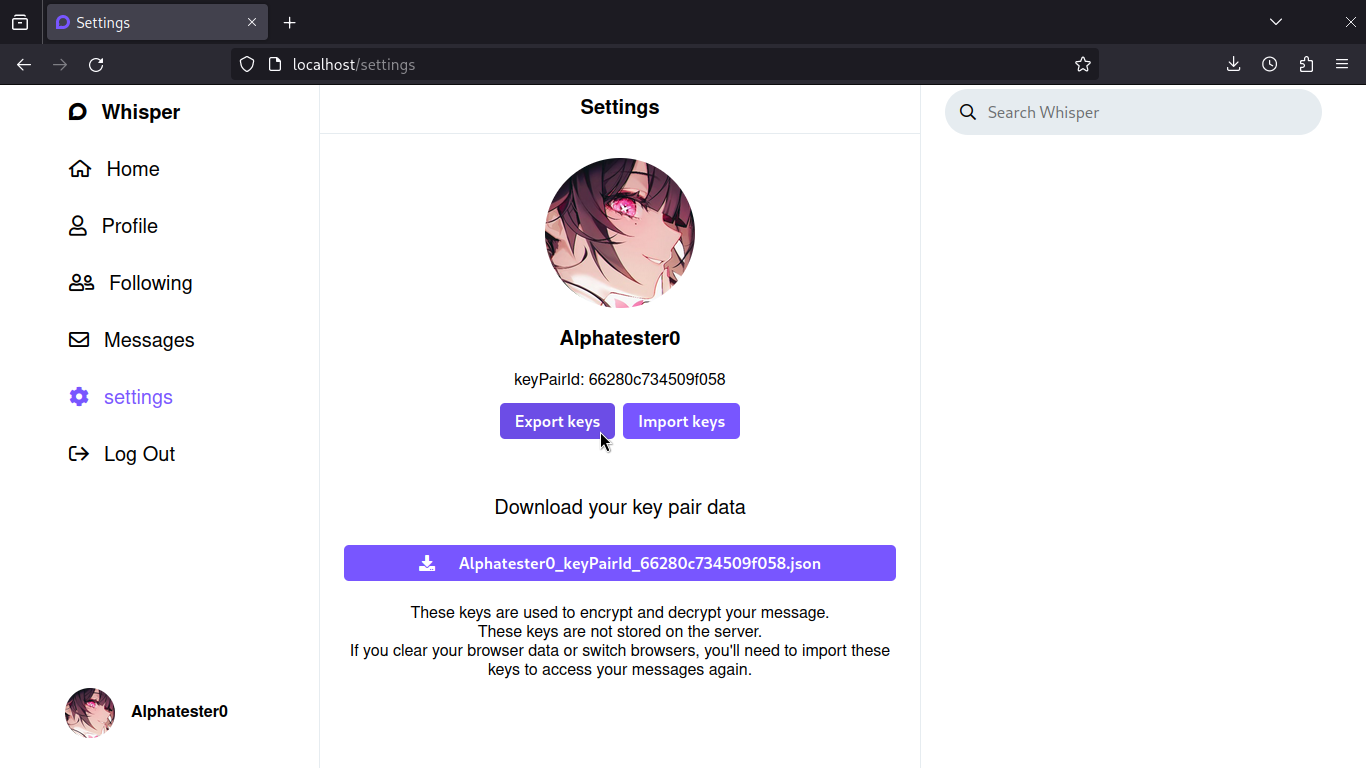 Settings
localhost/settings
Whisper
Home
Profile
Following
Messages
settings
Log Out
Alphatester0
Settings
Alphatester0
keyPairId: 66280c734509f058
Export keys
Import keys
Download your key pair data
Alphatester0_keyPairId_66280c734509f058.json
These keys are used to encrypt and decrypt your message.
These keys are not stored on the server.
If you clear your browser data or switch browsers, you'll need to import these
keys to access your messages again.
Search Whisper